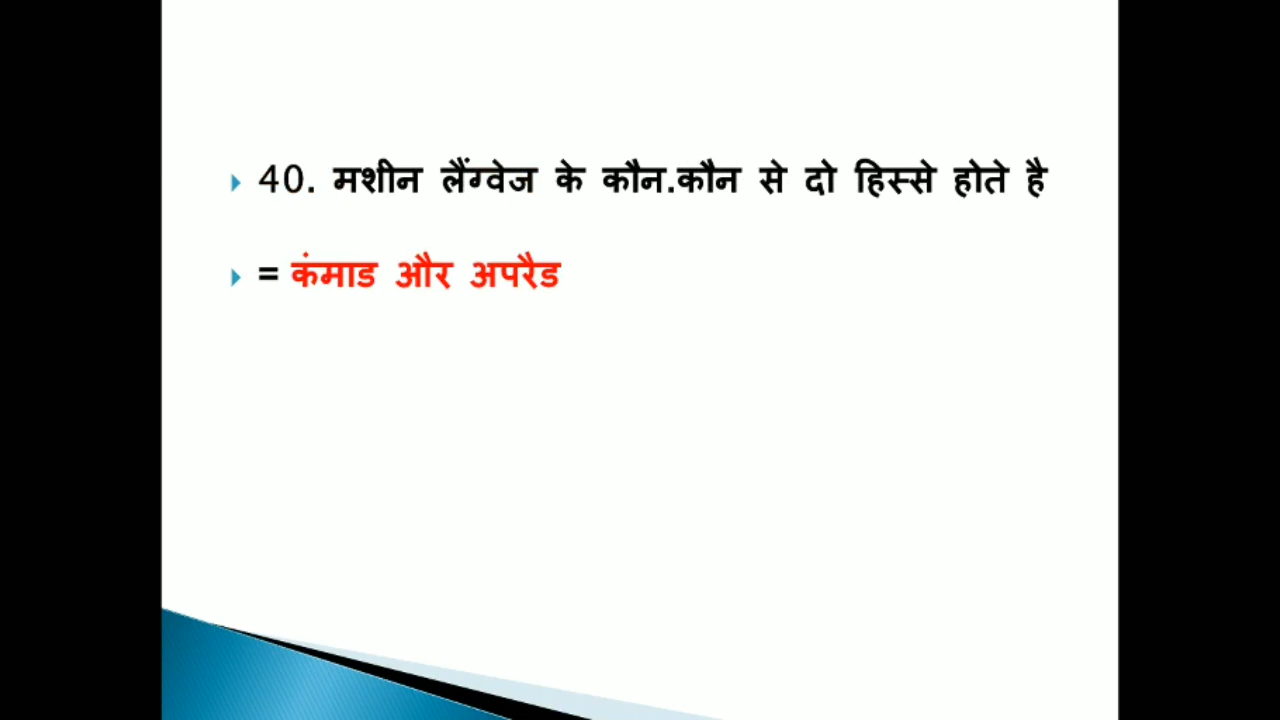 40. मशीन लैंग्वेज के कौन.कौन से दो हिस्से होते है
= कंमाड और अपरैड